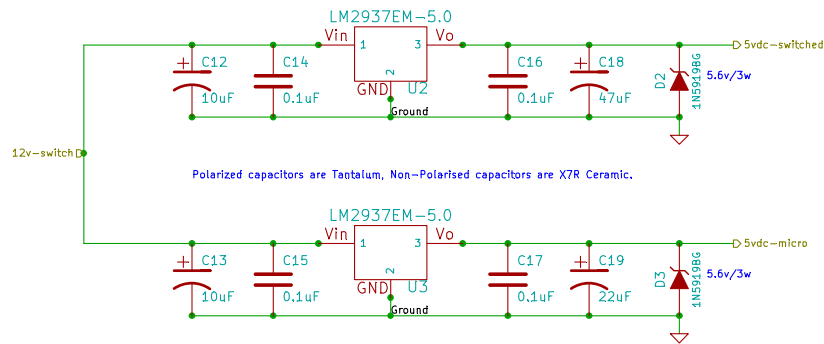 LM2937EM-5.0
Vin
Vo
1
3
2
GND
U2
Ground
C12
10uF
C14
0.1uF
C16
0.1uF
C18
47uF
D2
1N5919BG
5.6v/3w
5vdc-switched
12v-switch
Polarized capacitors are Tantalum, Non-Polarised capacitors are X7R Ceramic.
LM2937EM-5.0
Vin
Vo
1
3
2
GND
U3
Ground
C13
10uF
C15
0.1uF
C17
0.1uF
C19
22uF
D3
1N5919BG
5.6v/3w
5vdc-micro